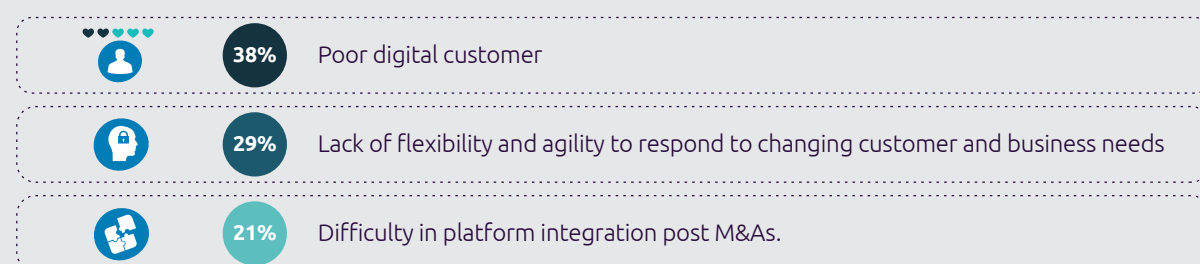 38% Poor digital customer
29% Lack of flexibility and agility to respond to changing customer and business needs
21% Difficulty in platform integration post M&As.